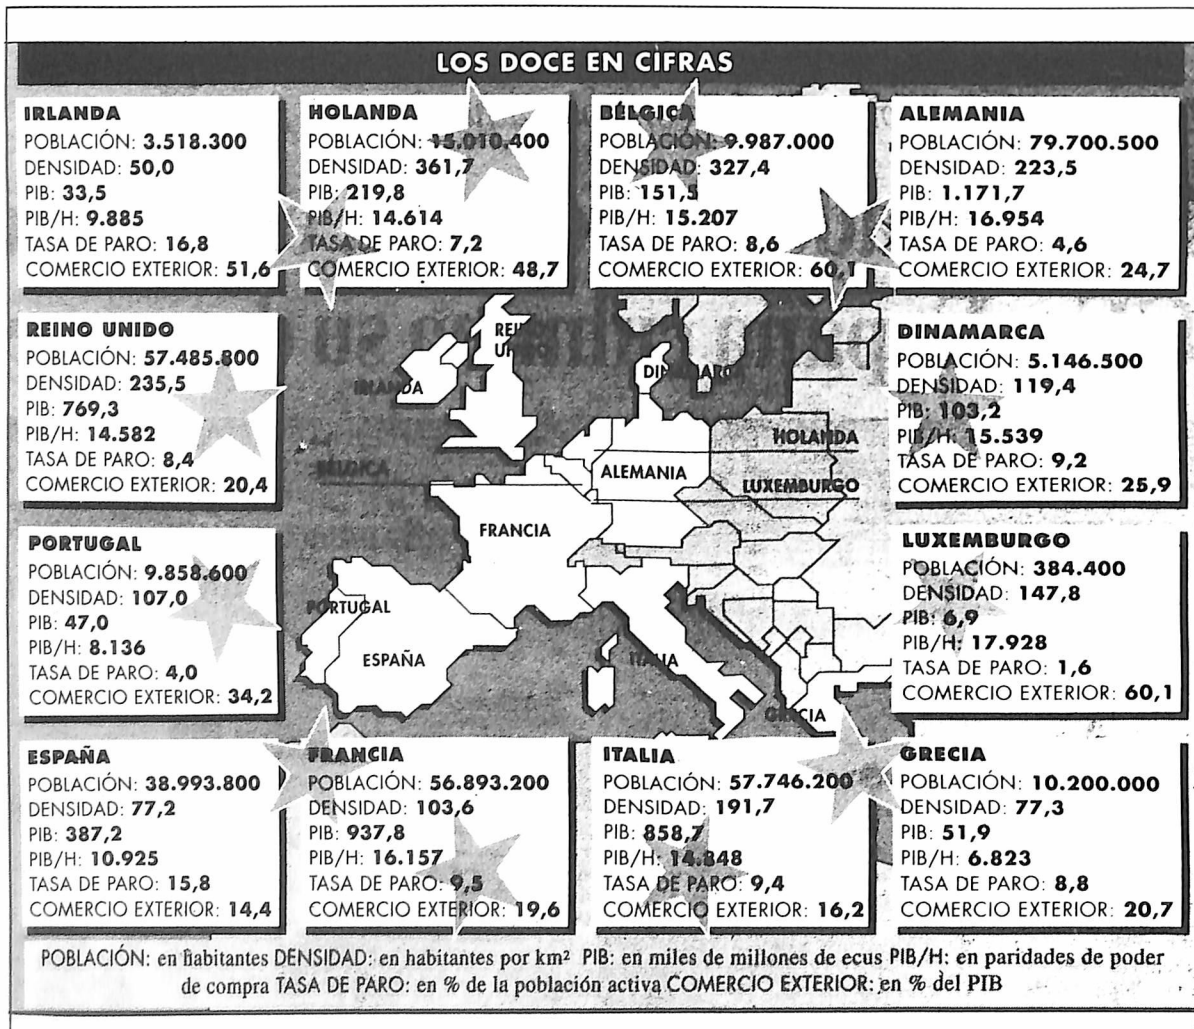 LOS DOCE EN CIFRAS
IRLANDA
POBLACIÓN: 3.518.300
DENSIDAD: 50,0
PIB: 33,5
PIB/H: 9.885
TASA DE PARO: 16,8
COMERCIO EXTERIOR: 51,6
HOLANDA
POBLACIÓN: 15.010.400
DENSIDAD: 361,7
PIB: 219,8
PIB/H: 14.614
TASA DE PARO: 7,2
COMERCIO EXTERIOR: 48,7
BÉLGICA
POBLACIÓN: 9.987.000
DENSIDAD: 327,4
PIB: 151,5
PIB/H: 15.207
TASA DE PARO: 8,6
COMERCIO EXTERIOR: 60,1
ALEMANIA
POBLACIÓN: 79.700.500
DENSIDAD: 223,5
PIB: 1.171,7
PIB/H: 16.954
TASA DE PARO: 4,6
COMERCIO EXTERIOR: 24,7
REINO UNIDO
POBLACIÓN: 57.485.800
DENSIDAD: 235,5
PIB: 769,3
PIB/H: 14.582
TASA DE PARO: 8,4
COMERCIO EXTERIOR: 20,4
IRLANDA
DINAMARCA
HOLANDA
BÉLGICA
ALEMANIA
LUXEMBURGO
FRANCIA
PORTUGAL
ESPAÑA
ITALIA
GRECIA
DINAMARCA
POBLACIÓN: 5.146.500
DENSIDAD: 119,4
PIB: 103,2
PIB/H: 15.539
TASA DE PARO: 9,2
COMERCIO EXTERIOR: 25,9
PORTUGAL
POBLACIÓN: 9.858.600
DENSIDAD: 107,0
PIB: 47,0
PIB/H: 8.136
TASA DE PARO: 4,0
COMERCIO EXTERIOR: 34,2
LUXEMBURGO
POBLACIÓN: 384.400
DENSIDAD: 147,8
PIB: 6,9
PIB/H: 17.928
TASA DE PARO: 1,6
COMERCIO EXTERIOR: 60,1
ESPAÑA
POBLACIÓN: 38.993.800
DENSIDAD: 77,2
PIB: 387,2
PIB/H: 10.925
TASA DE PARO: 15,8
COMERCIO EXTERIOR: 14,4
FRANCIA
POBLACIÓN: 56.893.200
DENSIDAD: 103,6
PIB: 937,8
PIB/H: 16.157
TASA DE PARO: 9,5
COMERCIO EXTERIOR: 19,6
ITALIA
POBLACIÓN: 57.746.200
DENSIDAD: 191,7
PIB: 858,7
PIB/H: 14.848
TASA DE PARO: 9,4
COMERCIO EXTERIOR: 16,2
GRECIA
POBLACIÓN: 10.200.000
DENSIDAD: 77,3
PIB: 51,9
PIB/H: 6.823
TASA DE PARO: 8,8
COMERCIO EXTERIOR: 20,7
POBLACIÓN: en habitantes DENSIDAD: en habitantes por km² PIB: en miles de millones de ecus PIB/H: en paridades de poder
de compra TASA DE PARO: en % de la población activa COMERCIO EXTERIOR: en % del PIB